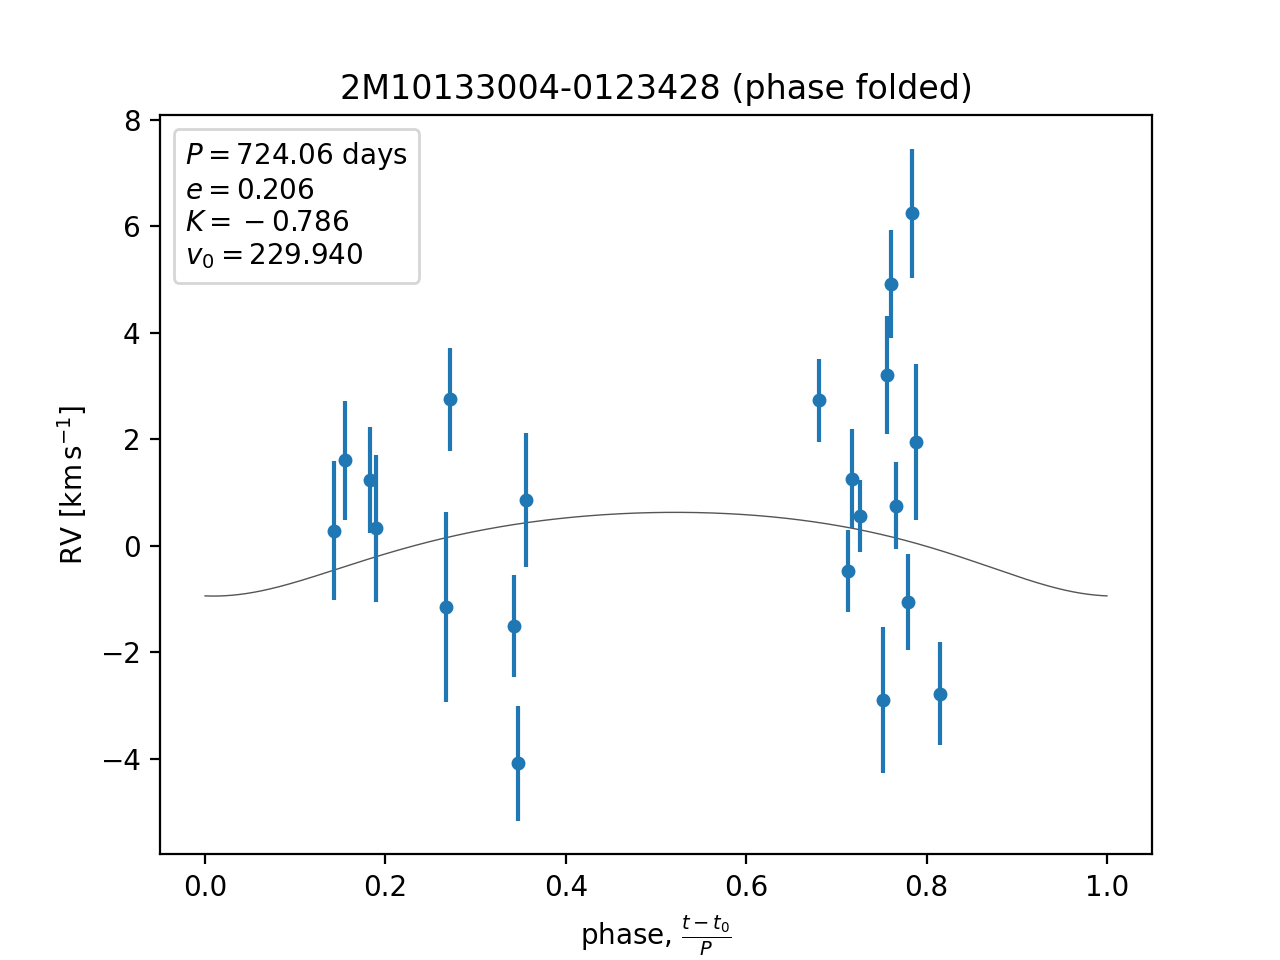 2M10133004-0123428 (phase folded)
P = 724.06 days
e = 0.206
K = −0.786
v₀ = 229.940
8
6
4
2
0
−2
−4
RV [km s⁻¹]
0.0 0.2 0.4 0.6 0.8 1.0
phase, (t − t₀)/P